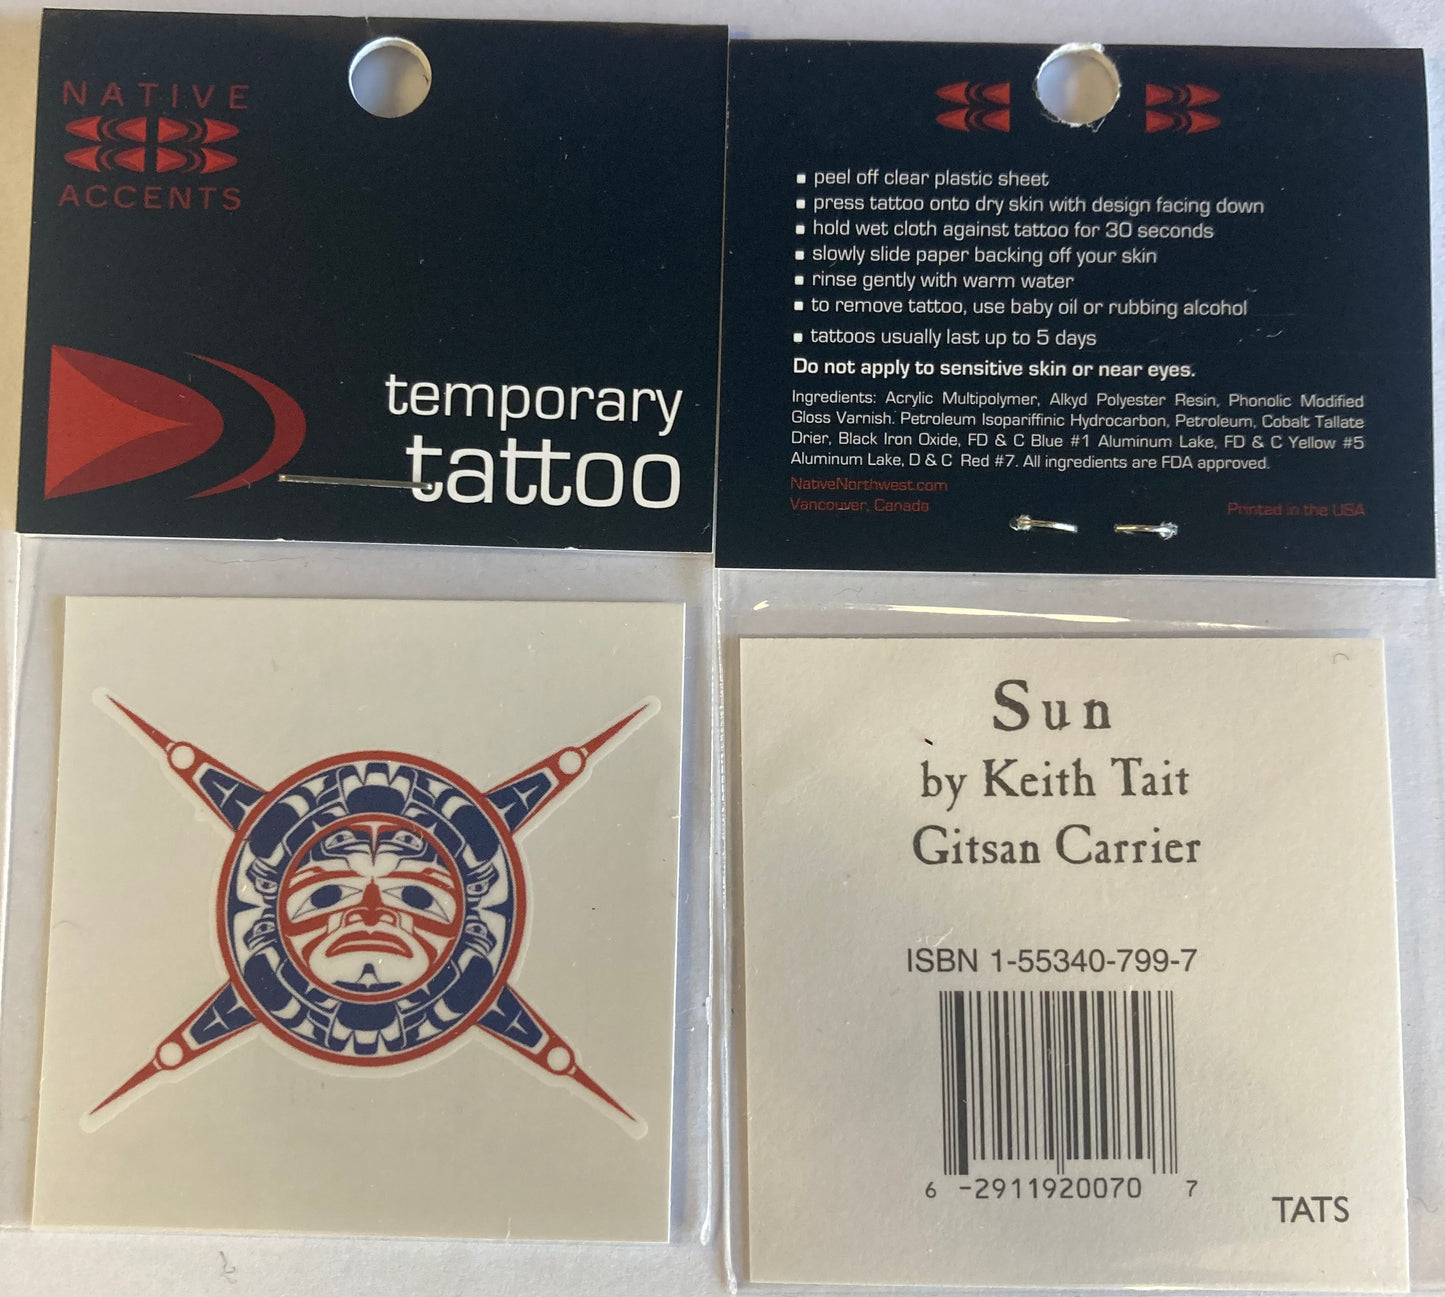 NATIVE
ACCENTS
temporary
tattoo
▪ peel off clear plastic sheet
▪ press tattoo onto dry skin with design facing down
▪ hold wet cloth against tattoo for 30 seconds
▪ slowly slide paper backing off your skin
▪ rinse gently with warm water
▪ to remove tattoo, use baby oil or rubbing alcohol
▪ tattoos usually last up to 5 days
Do not apply to sensitive skin or near eyes.
Ingredients: Acrylic Multipolymer, Alkyd Polyester Resin, Phonolic Modified
Gloss Varnish. Petroleum Isopariffinic Hydrocarbon, Petroleum, Cobalt Tallate
Drier, Black Iron Oxide, FD & C Blue #1 Aluminum Lake, FD & C Yellow #5
Aluminum Lake, D & C Red #7. All ingredients are FDA approved.
NativeNorthwest.com
Vancouver, Canada
Printed in the USA
Sun
by Keith Tait
Gitsan Carrier
ISBN 1-55340-799-7
6 -2911920070 7
TATS